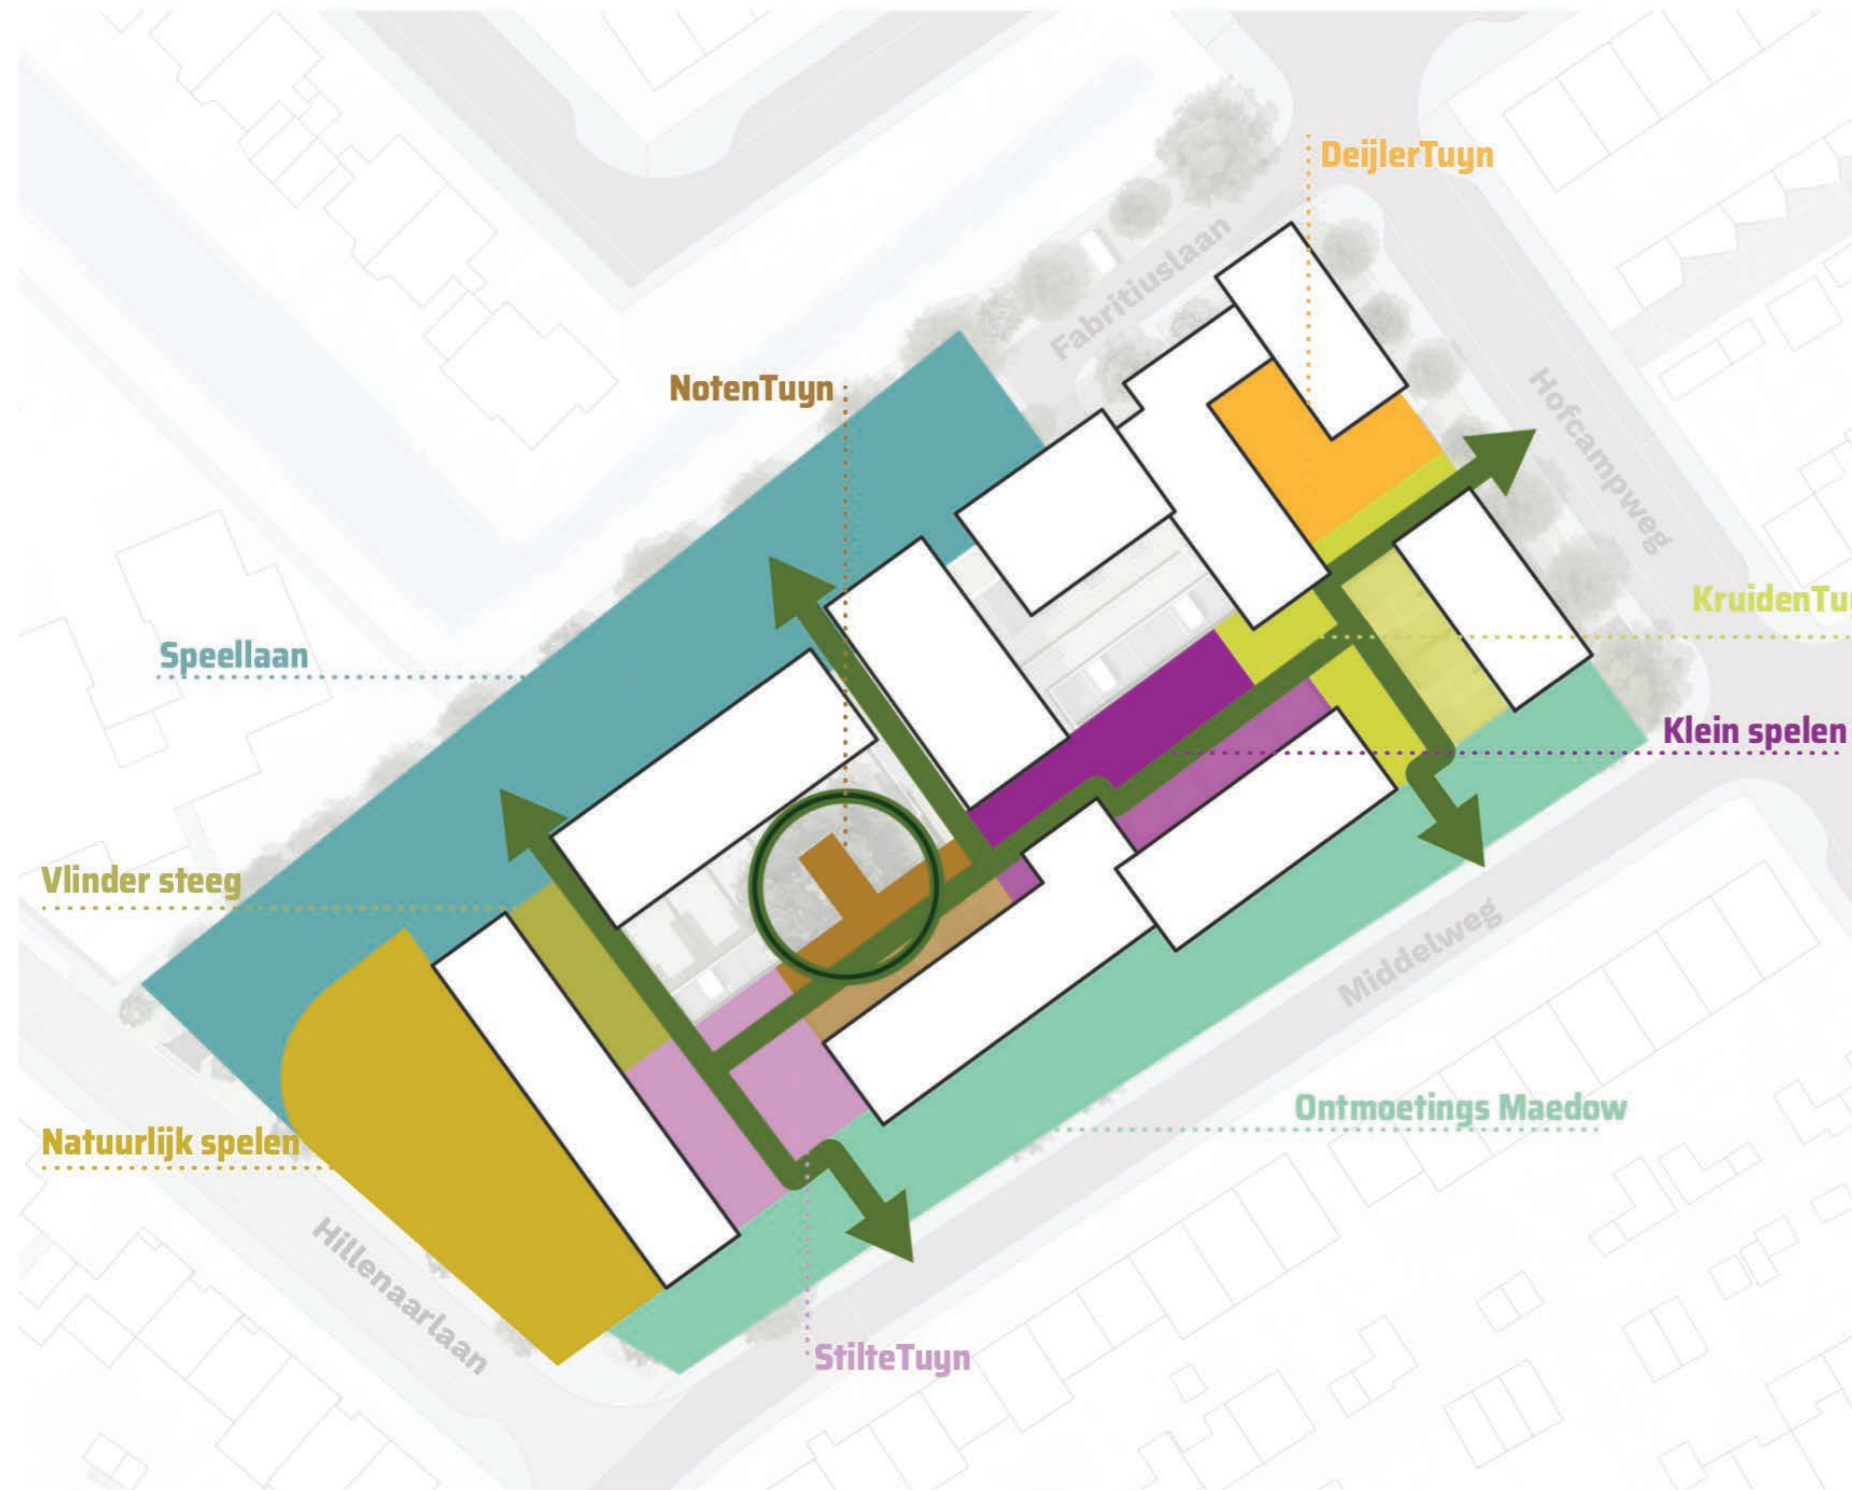 DeijlerTuyn
Fabritiuslaan
NotenTuyn
Hofcampweg
KruidenTu
Speellaan
Klein spelen
Vlinder steeg
Middelweg
Ontmoetings Maedow
Natuurlijk spelen
Hillenaarlaan
StilteTuyn